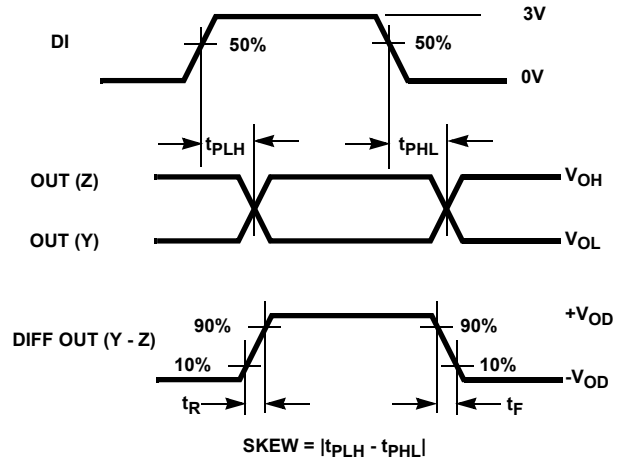 3V
DI
50%
50%
0V
tPLH
tPHL
OUT (Z)
VOH
OUT (Y)
VOL
+VOD
90%
90%
DIFF OUT (Y - Z)
10%
10%
-VOD
tR
tF
SKEW = |tPLH - tPHL|